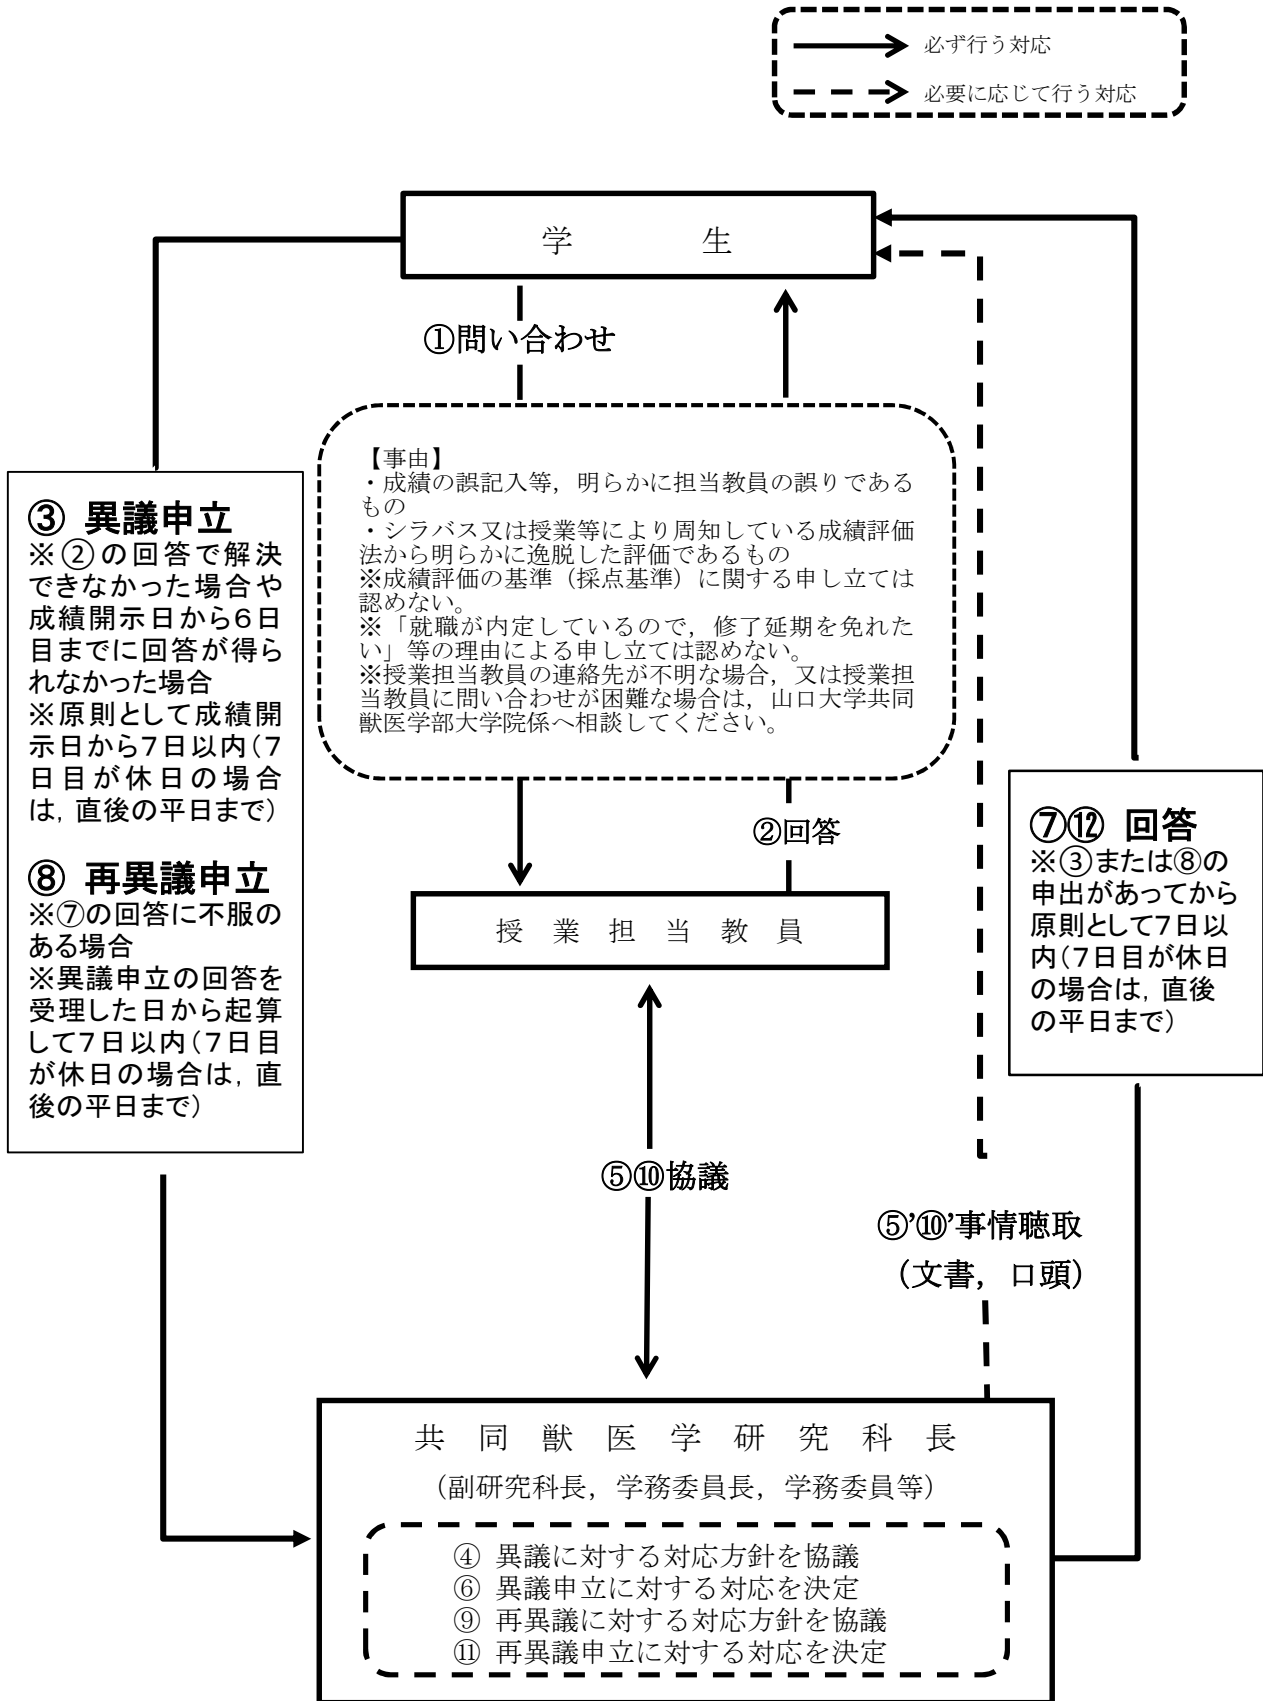 必ず行う対応
必要に応じて行う対応
学　生
①問い合わせ
【事由】
・成績の誤記入等，明らかに担当教員の誤りである
もの
・シラバス又は授業等により周知している成績評価
法から明らかに逸脱した評価であるもの
※成績評価の基準（採点基準）に関する申し立ては
認めない。
※「就職が内定しているので，修了延期を免れた
い」等の理由による申し立ては認めない。
※授業担当教員の連絡先が不明な場合，又は授業担
当教員に問い合わせが困難な場合は，山口大学共同
獣医学部大学院係へ相談してください。
③ 異議申立
※②の回答で解決
できなかった場合や
成績開示日から６日
目までに回答が得ら
れなかった場合
※原則として成績開
示日から７日以内（７
日目が休日の場合
は，直後の平日まで）
⑧ 再異議申立
※⑦の回答に不服の
ある場合
※異議申立の回答を
受理した日から起算
して７日以内（７日目
が休日の場合は，直
後の平日まで）
②回答
授業担当教員
⑦⑫ 回答
※③または⑧の
申出があってから
原則として７日以
内（７日目が休日
の場合は，直後
の平日まで）
⑤⑩協議
⑤’⑩’事情聴取
（文書，口頭）
共同獣医学研究科長
（副研究科長，学務委員長，学務委員等）
④ 異議に対する対応方針を協議
⑥ 異議申立に対する対応を決定
⑨ 再異議に対する対応方針を協議
⑪ 再異議申立に対する対応を決定